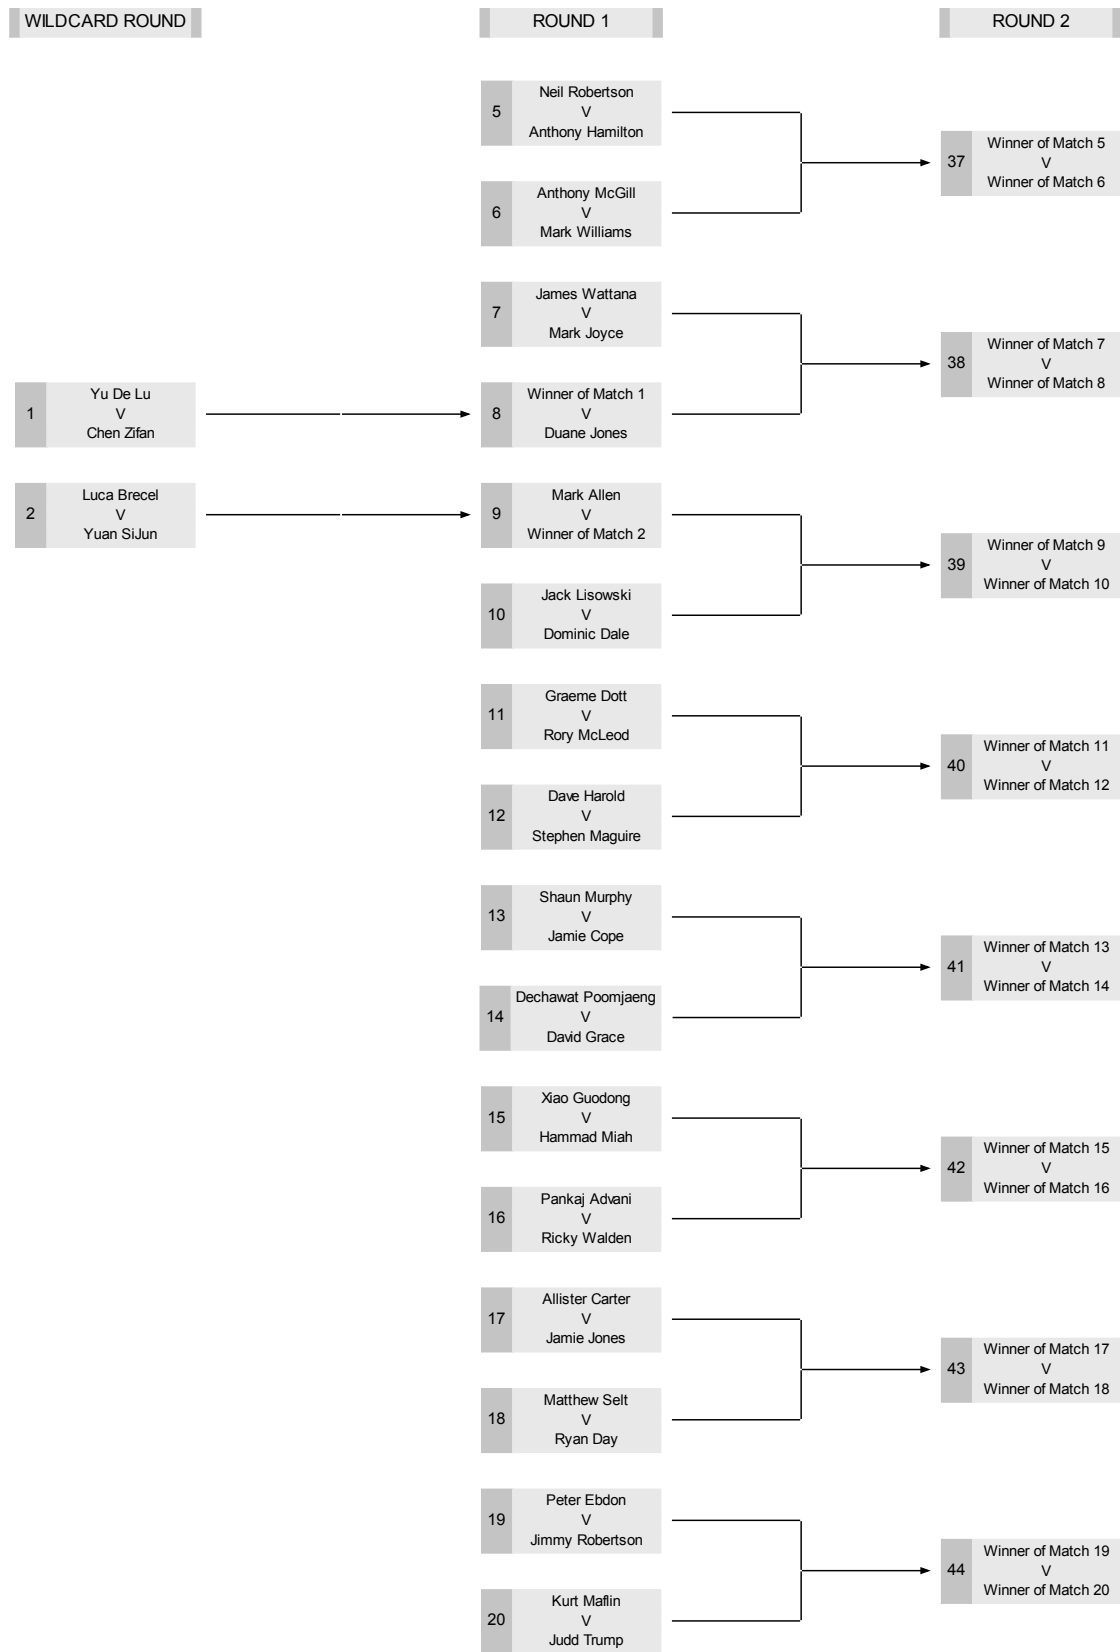 WILDCARD ROUND
ROUND 1
ROUND 2
5
Neil Robertson
V
Anthony Hamilton
6
Anthony McGill
V
Mark Williams
37
Winner of Match 5
V
Winner of Match 6
7
James Wattana
V
Mark Joyce
1
Yu De Lu
V
Chen Zifan
8
Winner of Match 1
V
Duane Jones
38
Winner of Match 7
V
Winner of Match 8
2
Luca Brecel
V
Yuan SiJun
9
Mark Allen
V
Winner of Match 2
10
Jack Lisowski
V
Dominic Dale
39
Winner of Match 9
V
Winner of Match 10
11
Graeme Dott
V
Rory McLeod
12
Dave Harold
V
Stephen Maguire
40
Winner of Match 11
V
Winner of Match 12
13
Shaun Murphy
V
Jamie Cope
14
Dechawat Poomjaeng
V
David Grace
41
Winner of Match 13
V
Winner of Match 14
15
Xiao Guodong
V
Hammad Miah
16
Pankaj Advani
V
Ricky Walden
42
Winner of Match 15
V
Winner of Match 16
17
Allister Carter
V
Jamie Jones
18
Matthew Selt
V
Ryan Day
43
Winner of Match 17
V
Winner of Match 18
19
Peter Ebdon
V
Jimmy Robertson
20
Kurt Maflin
V
Judd Trump
44
Winner of Match 19
V
Winner of Match 20